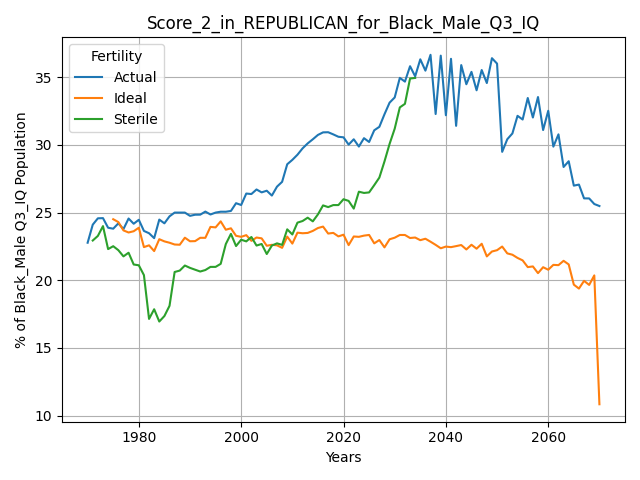 Score_2_in_REPUBLICAN_for_Black_Male_Q3_IQ
Fertility
Actual
Ideal
Sterile
% of Black_Male Q3_IQ Population
35
30
25
20
15
10
1980
2000
2020
2040
2060
Years